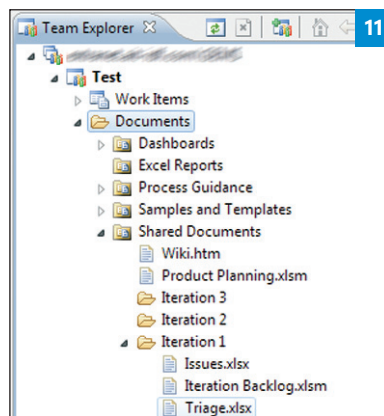 Team Explorer
11
Test
Work Items
Documents
Dashboards
Excel Reports
Process Guidance
Samples and Templates
Shared Documents
Wiki.htm
Product Planning.xlsm
Iteration 3
Iteration 2
Iteration 1
Issues.xlsx
Iteration Backlog.xlsm
Triage.xlsx